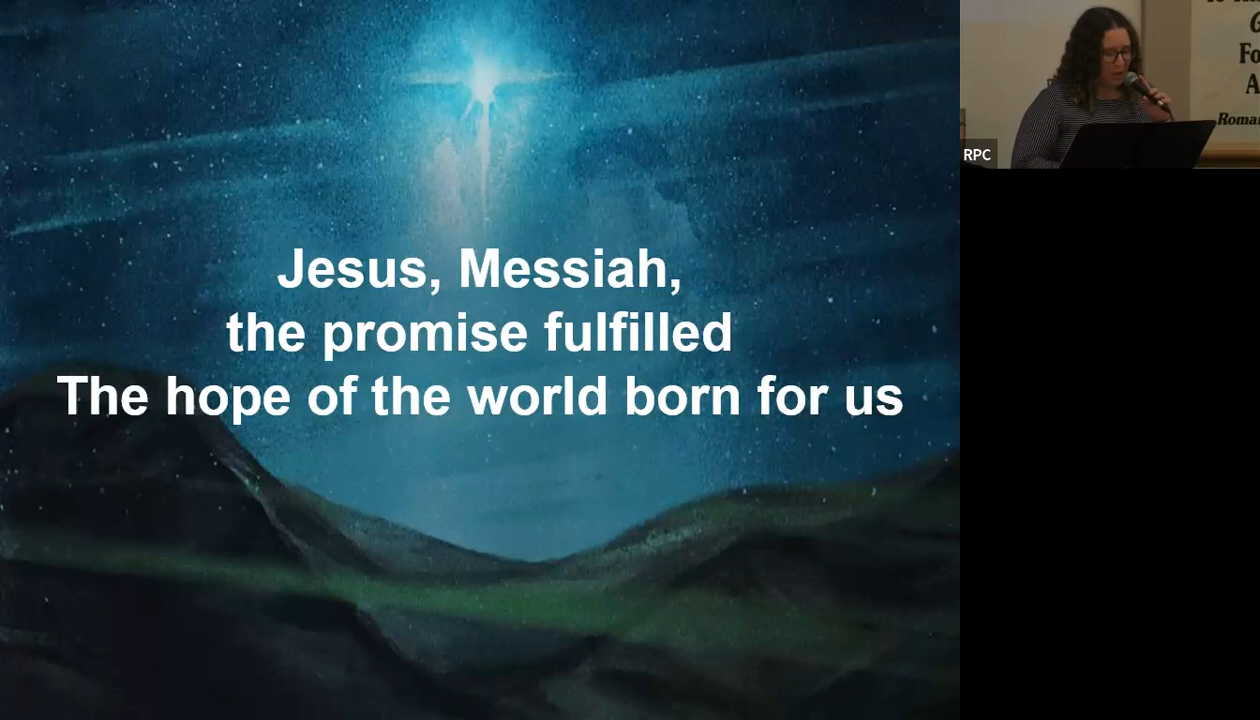 Jesus, Messiah,
the promise fulfilled
The hope of the world born for us
RPC